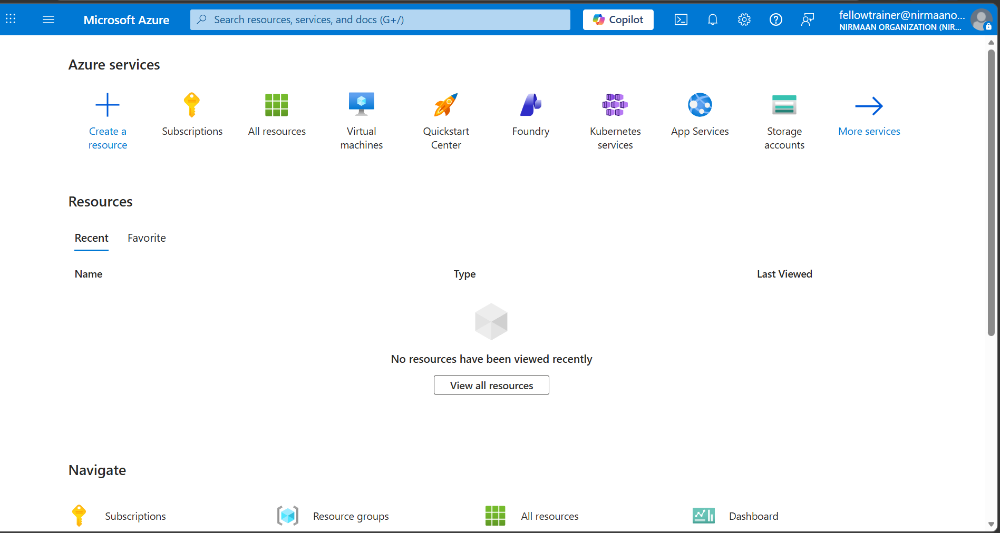 Microsoft Azure
Search resources, services, and docs (G+/)
Copilot
fellowtrainer@nirmaano...
NIRMAAN ORGANIZATION (NIR...
Azure services
Create a
resource
Subscriptions
All resources
Virtual
machines
Quickstart
Center
Foundry
Kubernetes
services
App Services
Storage
accounts
More services
Resources
Recent
Favorite
Name
Type
Last Viewed
No resources have been viewed recently
View all resources
Navigate
Subscriptions
Resource groups
All resources
Dashboard